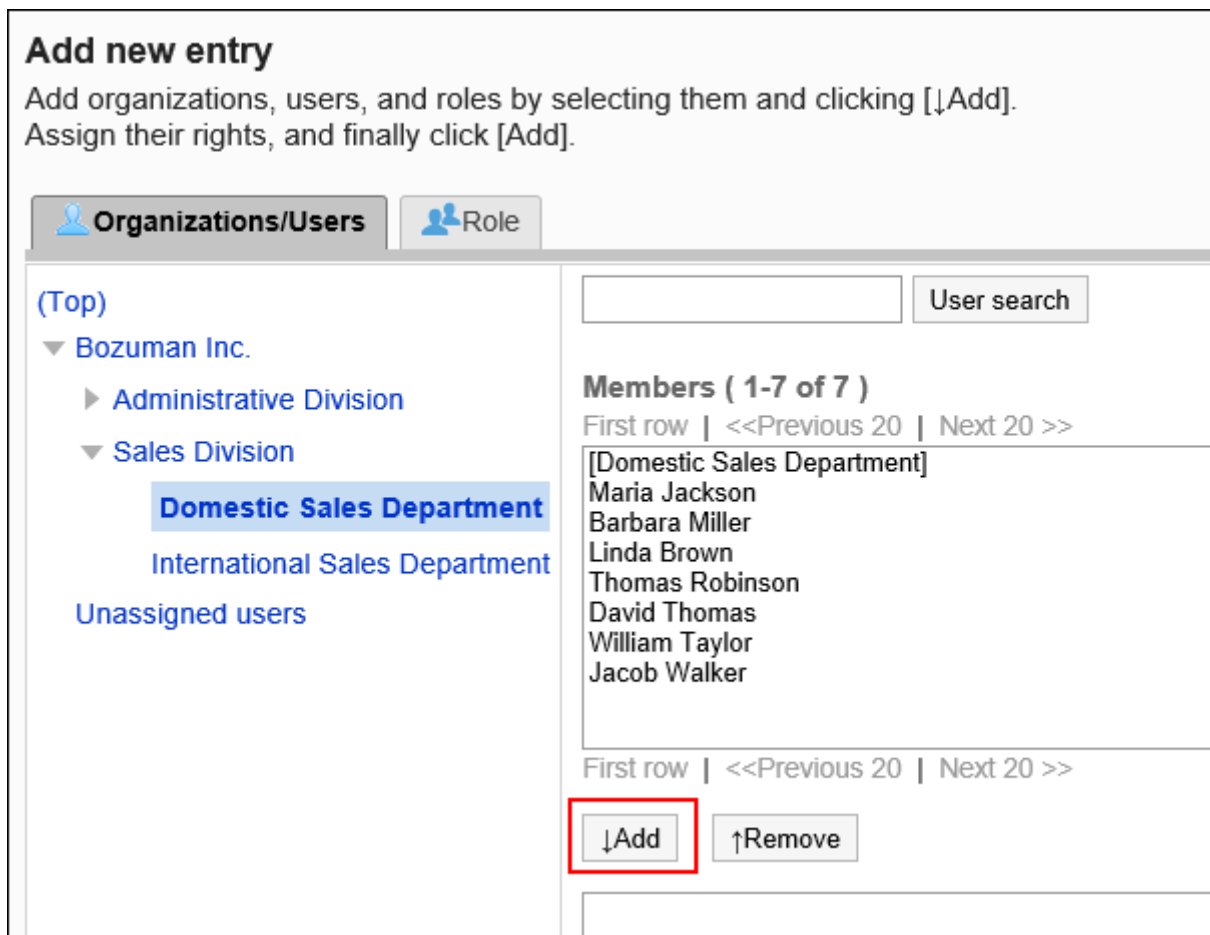 Add new entry
Add organizations, users, and roles by selecting them and clicking [↓Add].
Assign their rights, and finally click [Add].
Organizations/Users
Role
(Top)
Bozuman Inc.
Administrative Division
Sales Division
Domestic Sales Department
International Sales Department
Unassigned users
User search
Members ( 1-7 of 7 )
First row | <<Previous 20 | Next 20 >>
[Domestic Sales Department]
Maria Jackson
Barbara Miller
Linda Brown
Thomas Robinson
David Thomas
William Taylor
Jacob Walker
First row | <<Previous 20 | Next 20 >>
↓Add
↑Remove